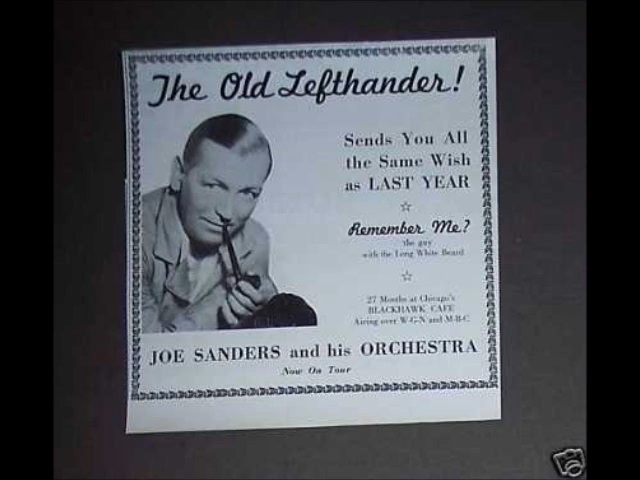 The Old Lefthander!
Sends You All
the Same Wish
as LAST YEAR
Remember Me?
the guy
with the Long White Beard
27 Months at Chicago's
BLACKHAWK CAFE
Airing over W-G-N and M-B-C
JOE SANDERS and his ORCHESTRA
Now On Tour